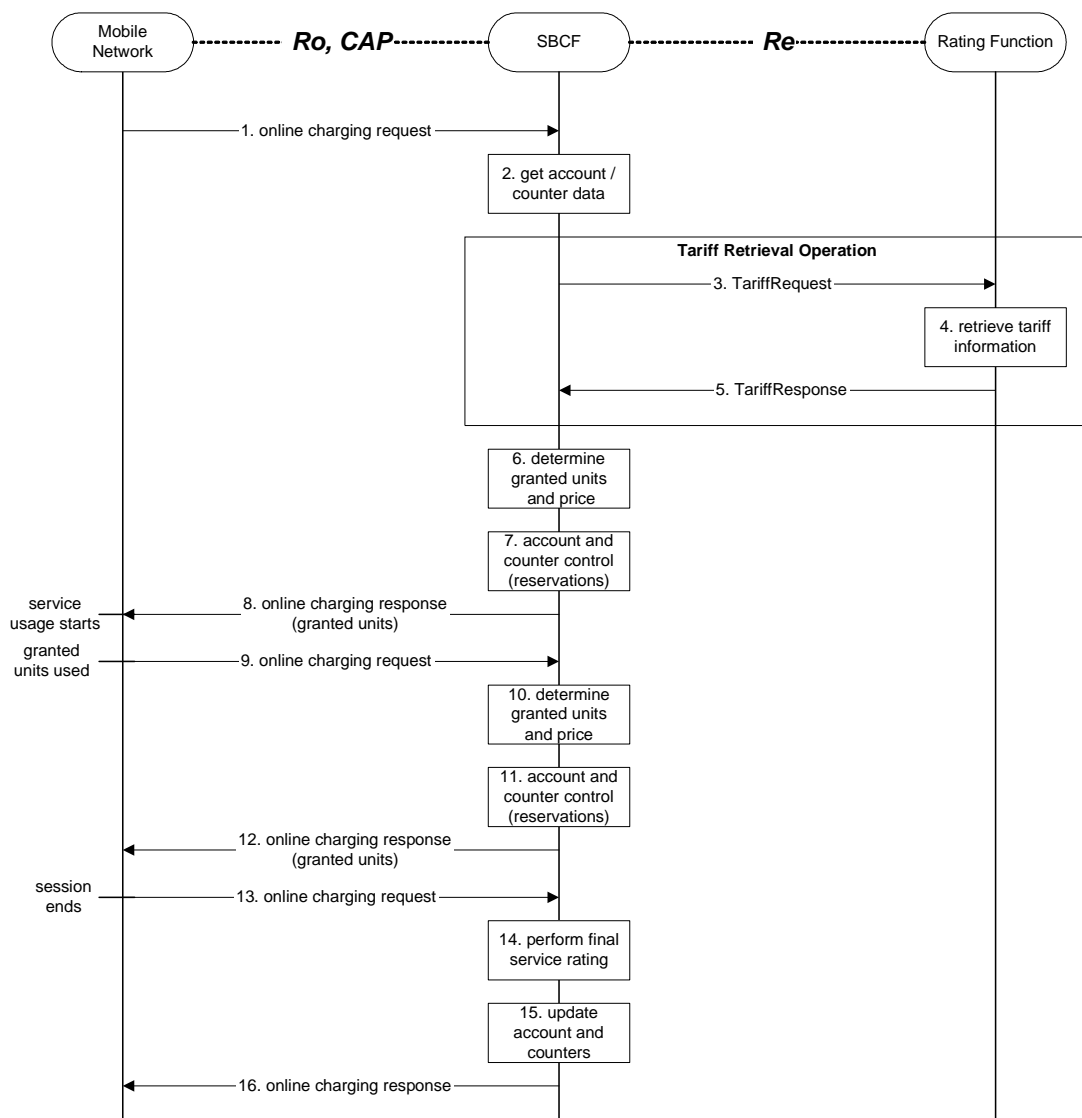 Mobile
Network
Ro, CAP
SBCF
Re
Rating Function
1. online charging request
2. get account /
counter data
Tariff Retrieval Operation
3. TariffRequest
4. retrieve tariff
information
5. TariffResponse
6. determine
granted units
and price
7. account and
counter control
(reservations)
service
usage starts
8. online charging response
(granted units)
granted
units used
9. online charging request
10. determine
granted units
and price
11. account and
counter control
(reservations)
12. online charging response
(granted units)
session
ends
13. online charging request
14. perform final
service rating
15. update
account and
counters
16. online charging response